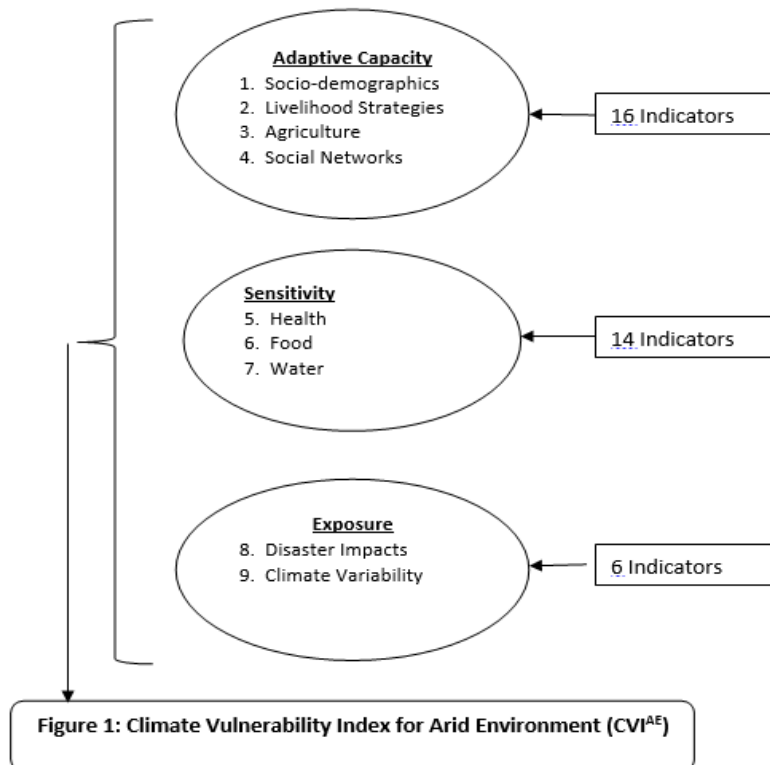 Adaptive Capacity
1. Socio-demographics
2. Livelihood Strategies
3. Agriculture
4. Social Networks
16 Indicators
Sensitivity
5. Health
6. Food
7. Water
14 Indicators
Exposure
8. Disaster Impacts
9. Climate Variability
6 Indicators
Figure 1: Climate Vulnerability Index for Arid Environment (CVI^AE)